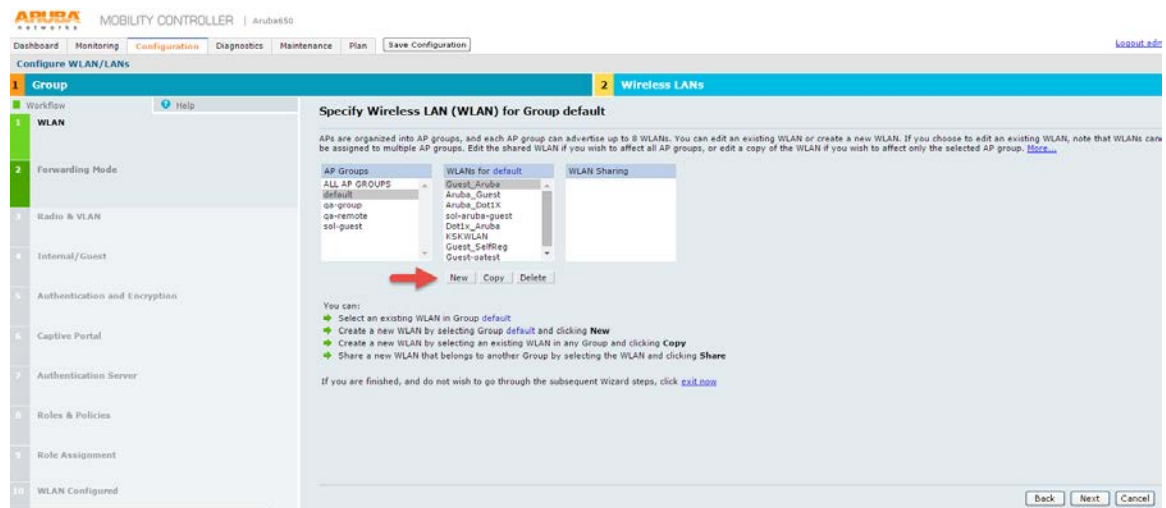 ARUBA networks MOBILITY CONTROLLER | Aruba650
Dashboard Monitoring Configuration Diagnostics Maintenance Plan Save Configuration Logout adm
Configure WLAN/LANs
1 Group 2 Wireless LANs
Workflow Help
1 WLAN
2 Forwarding Mode
3 Radio & VLAN
4 Internal/Guest
5 Authentication and Encryption
6 Captive Portal
7 Authentication Server
8 Roles & Policies
9 Role Assignment
10 WLAN Configured
Specify Wireless LAN (WLAN) for Group default
APs are organized into AP groups, and each AP group can advertise up to 8 WLANs. You can edit an existing WLAN or create a new WLAN. If you choose to edit an existing WLAN, note that WLANs can
be assigned to multiple AP groups. Edit the shared WLAN if you wish to affect all AP groups, or edit a copy of the WLAN if you wish to affect only the selected AP group. More...
AP Groups
ALL AP GROUPS
default
qa-group
qa-remote
sol-guest
WLANs for default
Guest_Aruba
Aruba_Guest
Aruba_Dot1X
sol-aruba-guest
Dot1x_Aruba
KSKWLAN
Guest_SelfReg
Guest-oatest
WLAN Sharing
New Copy Delete
You can:
Select an existing WLAN in Group default
Create a new WLAN by selecting Group default and clicking New
Create a new WLAN by selecting an existing WLAN in any Group and clicking Copy
Share a new WLAN that belongs to another Group by selecting the WLAN and clicking Share
If you are finished, and do not wish to go through the subsequent Wizard steps, click exit now
Back Next Cancel